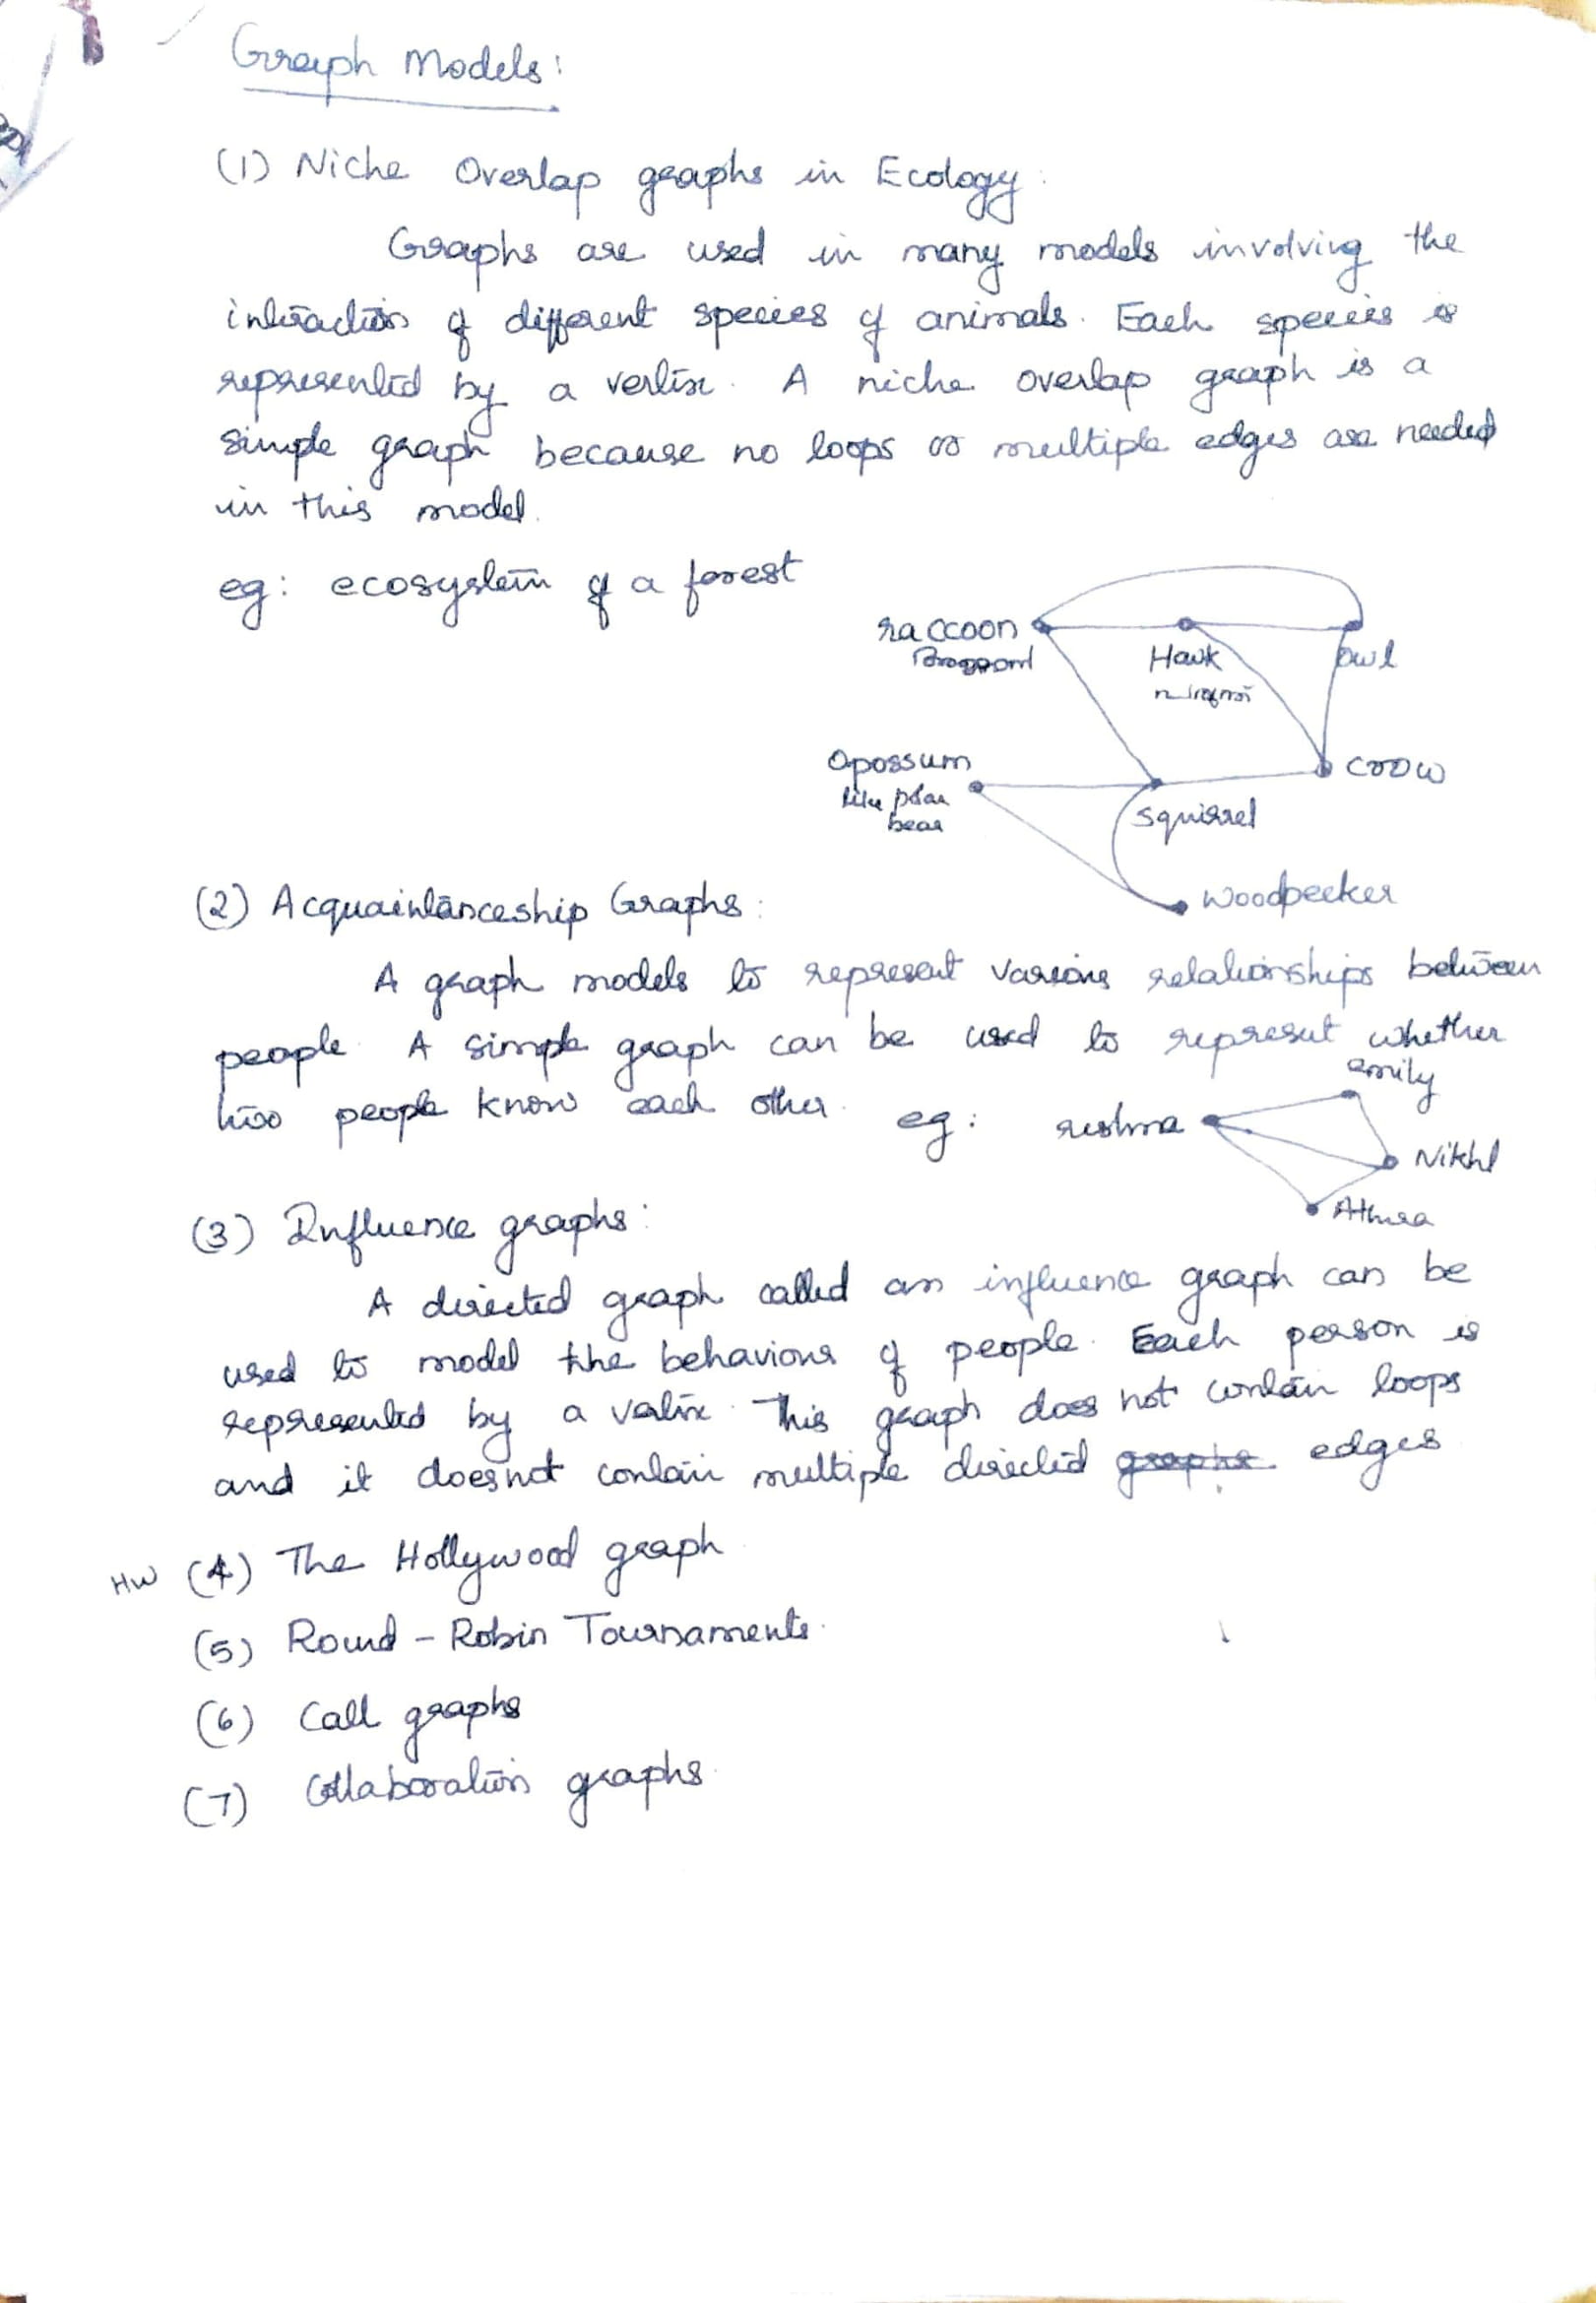 Graph Models:
(1) Niche Overlap graphs in Ecology:
Graphs are used in many models involving the
interaction of different species of animals. Each species is
represented by a vertex. A niche overlap graph is a
simple graph because no loops or multiple edges are needed
in this model.
eg: ecosystem of a forest
raccoon
Hawk
owl
Opossum
like polar
bear
crow
squirrel
woodpecker
(2) Acquaintanceship Graphs:
A graph models to represent various relationships between
people. A simple graph can be used to represent whether
two people know each other. eg:
reshma
emily
Nikhl
Athira
(3) Influence graphs:
A directed graph called an influence graph can be
used to model the behaviour of people. Each person is
represented by a vertex. This graph does not contain loops
and it doesnot contain multiple directed graphs edges
HW (4) The Hollywood graph
(5) Round-Robin Tournaments.
(6) Call graphs
(7) Collaboration graphs.